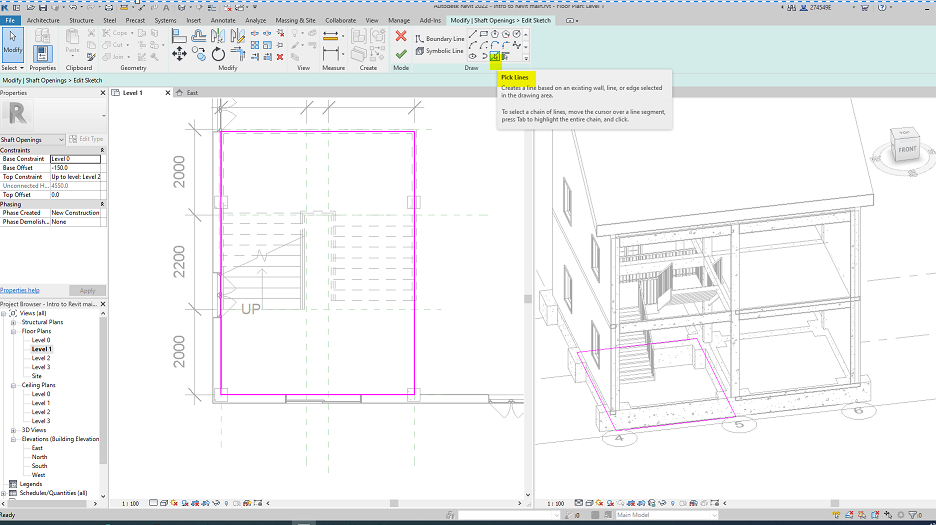 Autodesk Revit 2022 - Intro to Revit main.rvt - Floor Plan: Level 1
274549E
File Architecture Structure Steel Precast Systems Insert Annotate Analyze Massing & Site Collaborate View Manage Add-Ins Modify | Shaft Openings > Edit Sketch
Modify
Paste
Cope
Cut
Join
Boundary Line
Symbolic Line
Select Properties Clipboard Geometry Modify View Measure Create Mode Draw
Modify | Shaft Openings > Edit Sketch
Pick Lines
Creates a line based on an existing wall, line, or edge selected
in the drawing area.
To select a chain of lines, move the cursor over a line segment,
press Tab to highlight the entire chain, and click.
Properties
Level 1
East
R
Shaft Openings
Edit Type
Constraints
Base Constraint Level 0
Base Offset -150.0
Top Constraint Up to level: Level 2
Unconnected H... 4550.0
Top Offset 0.0
Phasing
Phase Created New Construction
Phase Demolish... None
Properties help
Apply
Project Browser - Intro to Revit mai...
Views (all)
Structural Plans
Floor Plans
Level 0
Level 1
Level 2
Level 3
Site
Ceiling Plans
Level 0
Level 1
Level 2
Level 3
3D Views
Elevations (Building Elevation
East
North
South
West
Legends
Schedules/Quantities (all)
2000
2200
2000
UP
TOP
FRONT
4
5
6
1 : 100
1 : 100
Ready
:0
Main Model
:0